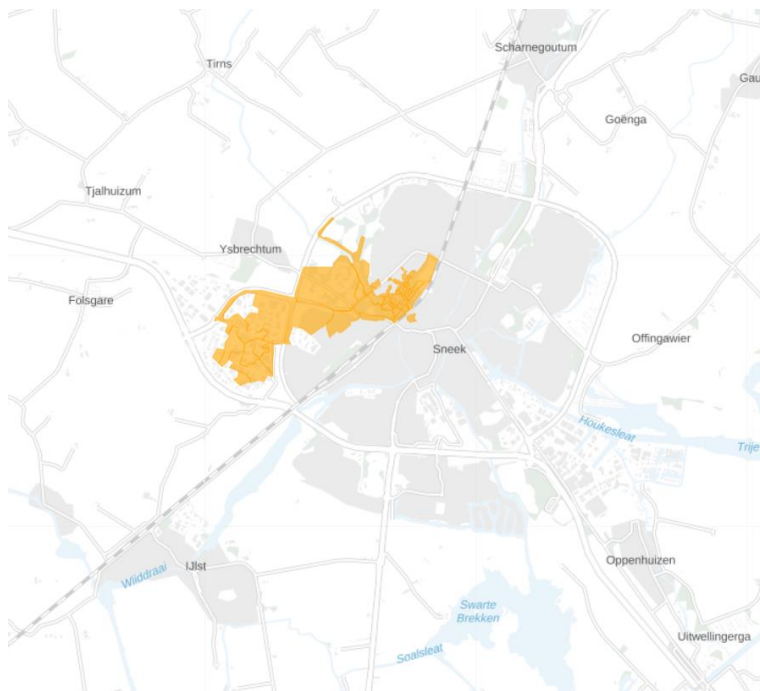 Scharnegoutum
Tirns
Gau
Goënga
Tjalhuizum
Ysbrechtum
Folsgare
Offingawier
Sneek
Houkesleat
Trije
Oppenhuizen
IJlst
Wiiddraai
Swarte
Brekken
Uitwellingerga
Soalsleat